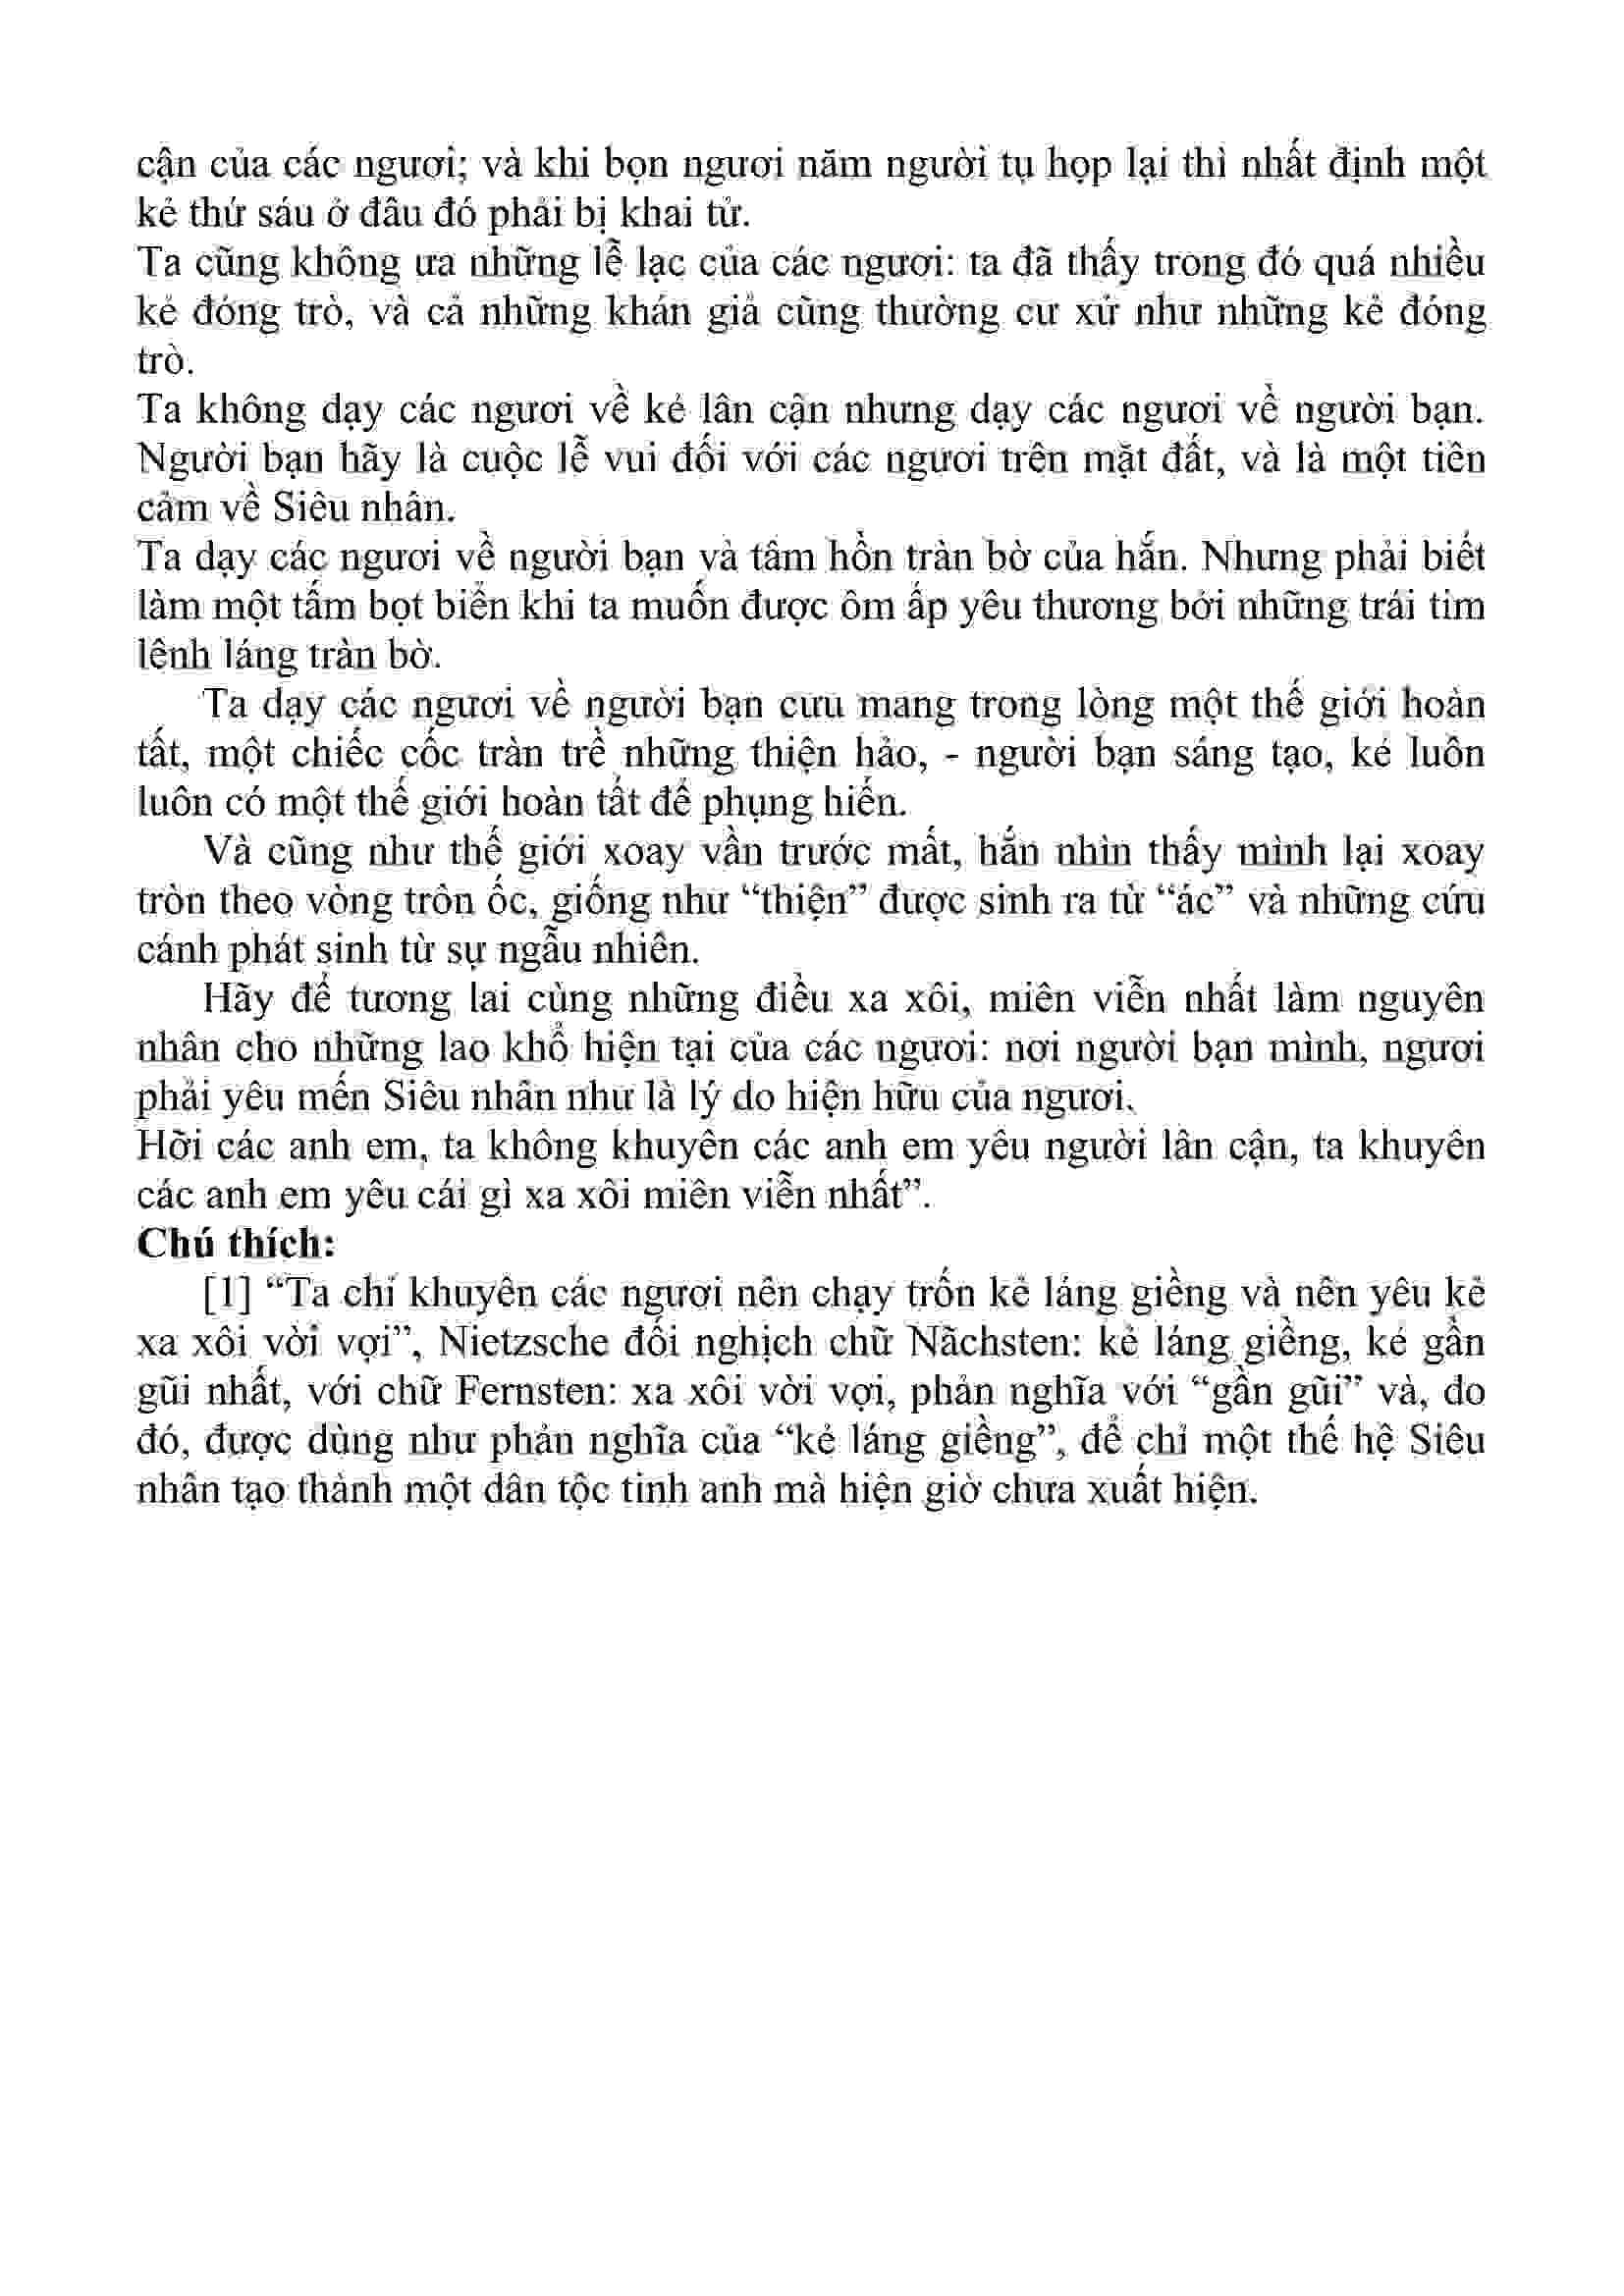 cận của các ngươi; và khi bọn ngươi năm người tụ họp lại thì nhất định một
kẻ thứ sáu ở đâu đó phải bị khai tử.
Ta cũng không ưa những lễ lạc của các ngươi: ta đã thấy trong đó quá nhiều
kẻ đóng trò, và cả những khán giả cũng thường cư xử như những kẻ đóng
trò.
Ta không dạy các ngươi về kẻ lân cận nhưng dạy các ngươi về người bạn.
Người bạn hãy là cuộc lễ vui đối với các ngươi trên mặt đất, và là một tiên
cảm về Siêu nhân.
Ta dạy các ngươi về người bạn và tâm hồn tràn bờ của hắn. Nhưng phải biết
làm một tấm bọt biển khi ta muốn được ôm ấp yêu thương bởi những trái tim
lênh láng tràn bờ.
Ta dạy các ngươi về người bạn cưu mang trong lòng một thế giới hoàn
tất, một chiếc cốc tràn trề những thiện hảo, - người bạn sáng tạo, kẻ luôn
luôn có một thế giới hoàn tất để phụng hiến.
Và cũng như thế giới xoay vần trước mắt, hắn nhìn thấy mình lại xoay
tròn theo vòng trôn ốc, giống như “thiện” được sinh ra từ “ác” và những cứu
cánh phát sinh từ sự ngẫu nhiên.
Hãy để tương lai cùng những điều xa xôi, miên viễn nhất làm nguyên
nhân cho những lao khổ hiện tại của các ngươi: nơi người bạn mình, ngươi
phải yêu mến Siêu nhân như là lý do hiện hữu của ngươi.
Hỡi các anh em, ta không khuyên các anh em yêu người lân cận, ta khuyên
các anh em yêu cái gì xa xôi miên viễn nhất”.
Chú thích:
[1] “Ta chỉ khuyên các ngươi nên chạy trốn kẻ láng giềng và nên yêu kẻ
xa xôi vời vợi”, Nietzsche đối nghịch chữ Nãchsten: kẻ láng giềng, kẻ gần
gũi nhất, với chữ Fernsten: xa xôi vời vợi, phản nghĩa với “gần gũi” và, do
đó, được dùng như phản nghĩa của “kẻ láng giềng”, để chỉ một thế hệ Siêu
nhân tạo thành một dân tộc tinh anh mà hiện giờ chưa xuất hiện.